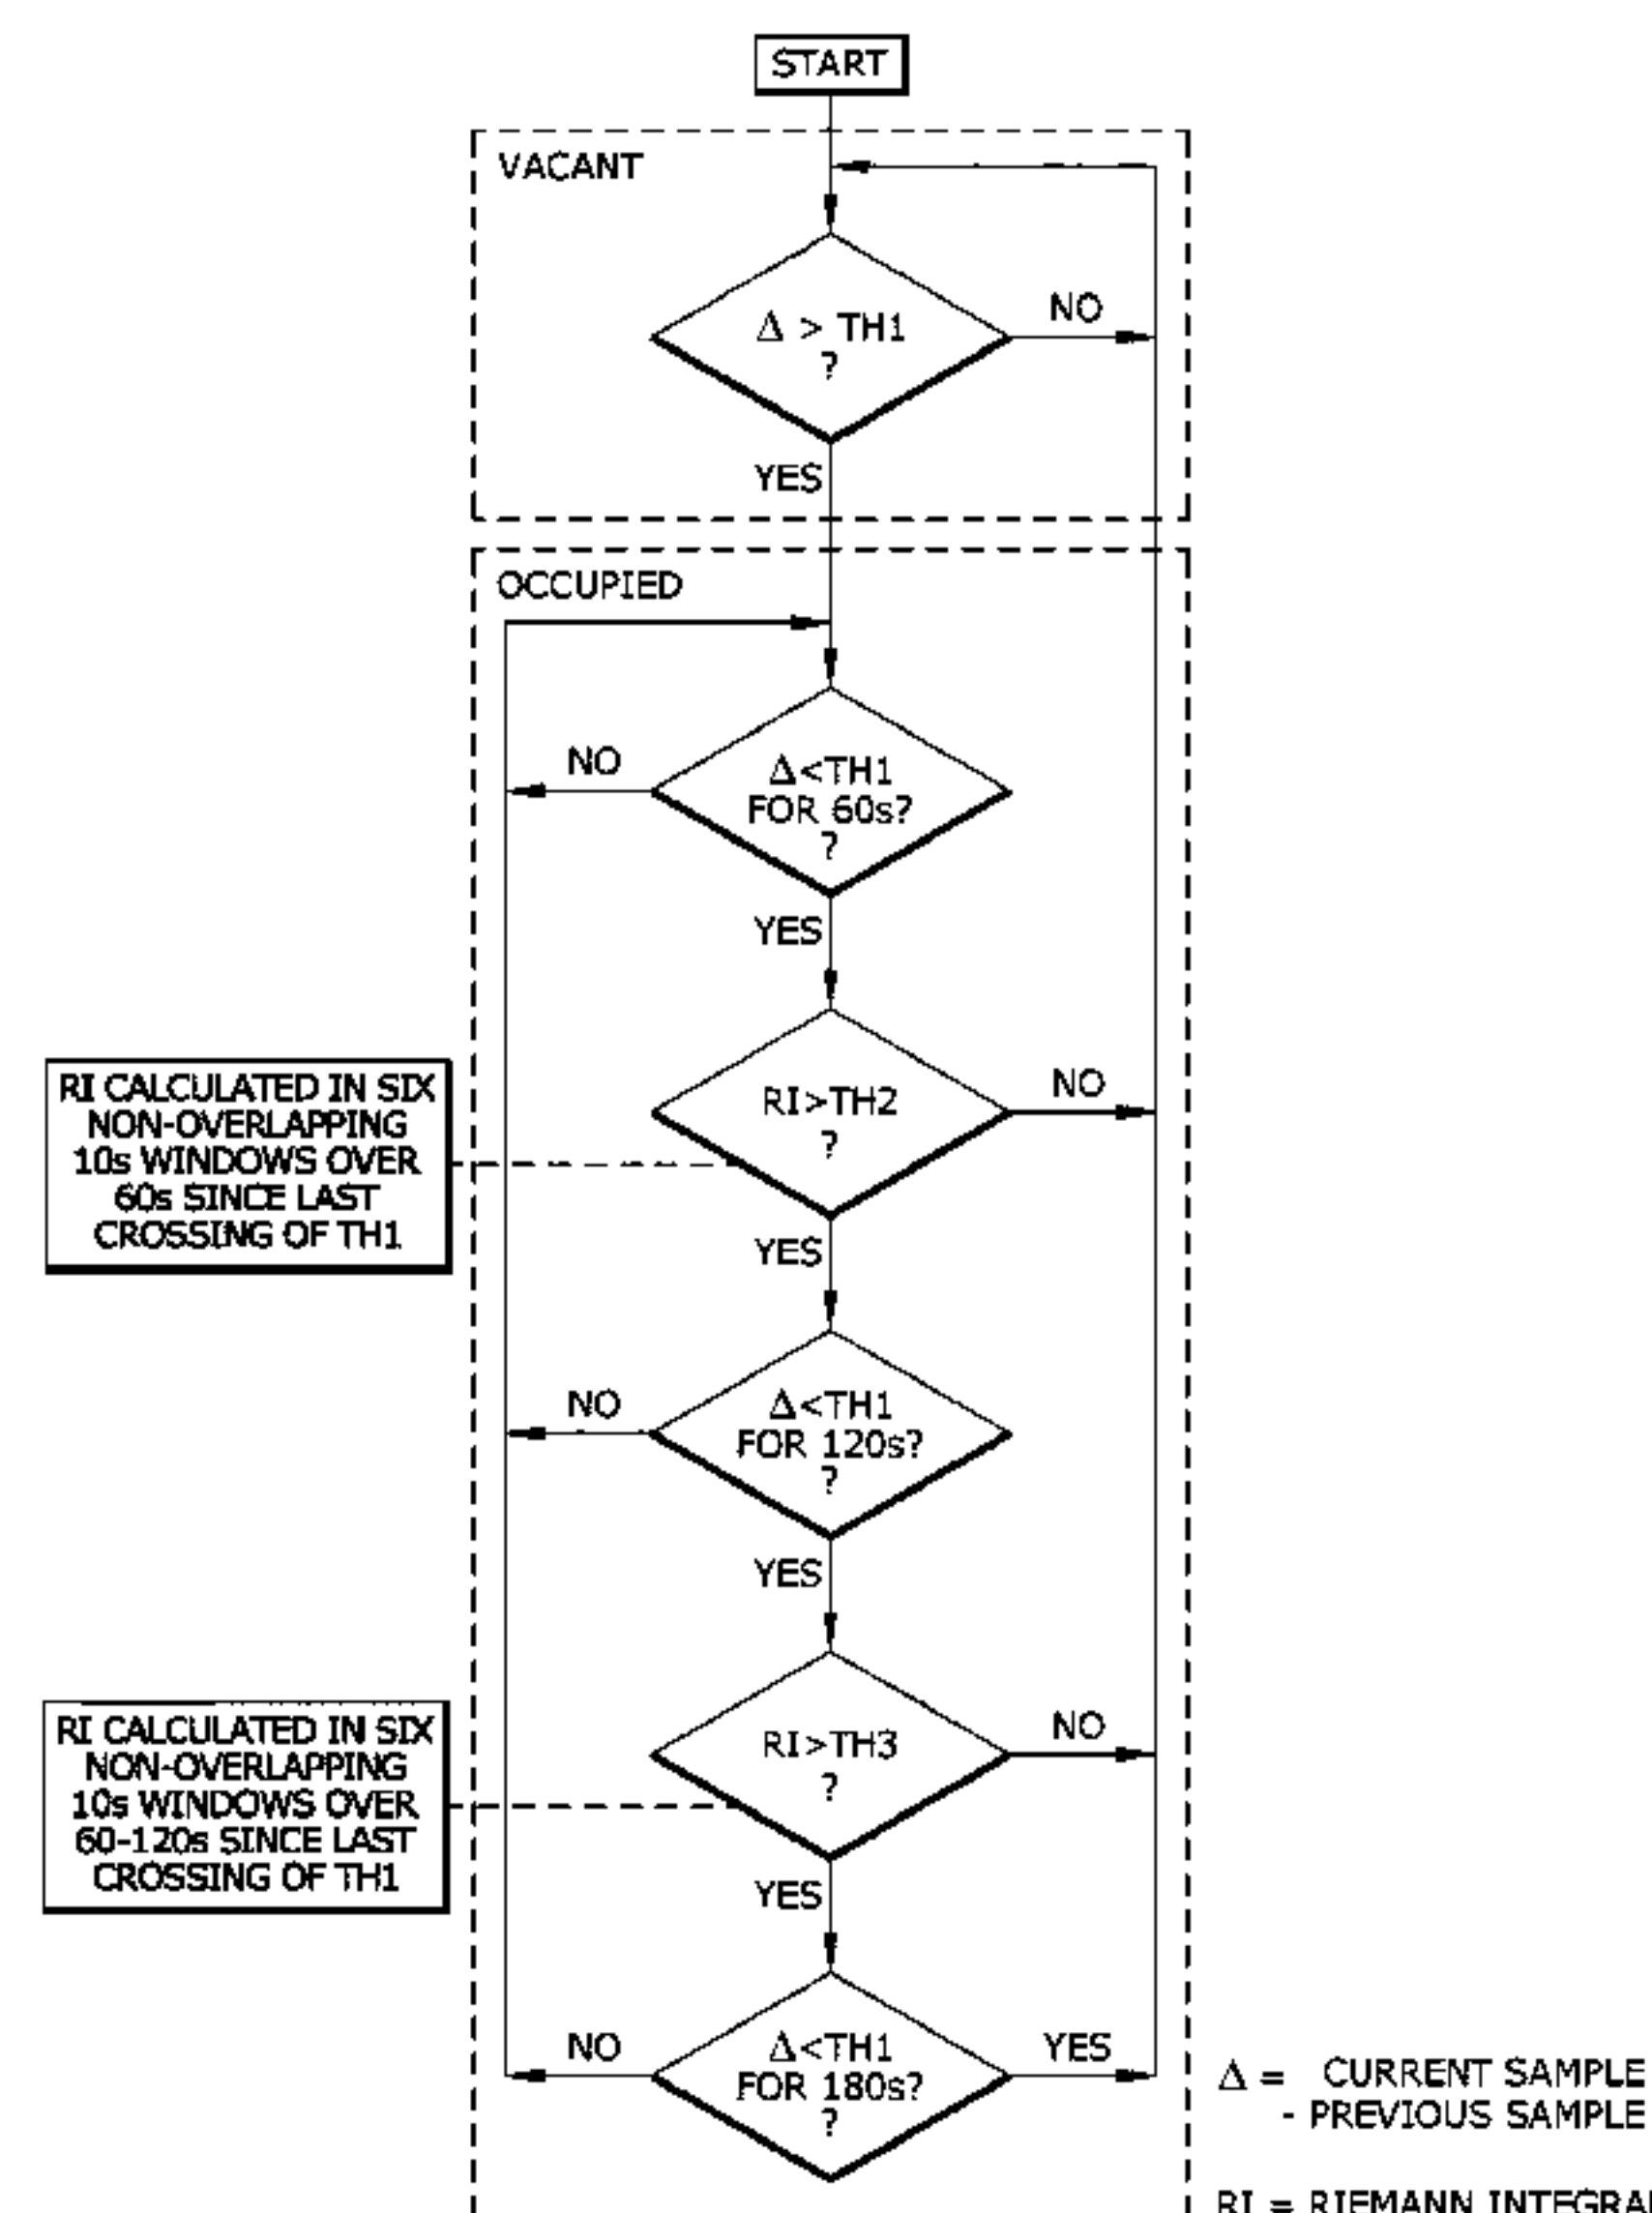 START
VACANT
Δ > TH1
?
NO
YES
OCCUPIED
NO
Δ<TH1
FOR 60s?
?
YES
RI CALCULATED IN SIX
NON-OVERLAPPING
10s WINDOWS OVER
60s SINCE LAST
CROSSING OF TH1
RI>TH2
?
NO
YES
NO
Δ<TH1
FOR 120s?
?
YES
RI CALCULATED IN SIX
NON-OVERLAPPING
10s WINDOWS OVER
60-120s SINCE LAST
CROSSING OF TH1
RI>TH3
?
NO
YES
NO
Δ<TH1
FOR 180s?
?
YES
Δ = CURRENT SAMPLE
- PREVIOUS SAMPLE
RI = RIEMANN INTEGRAL